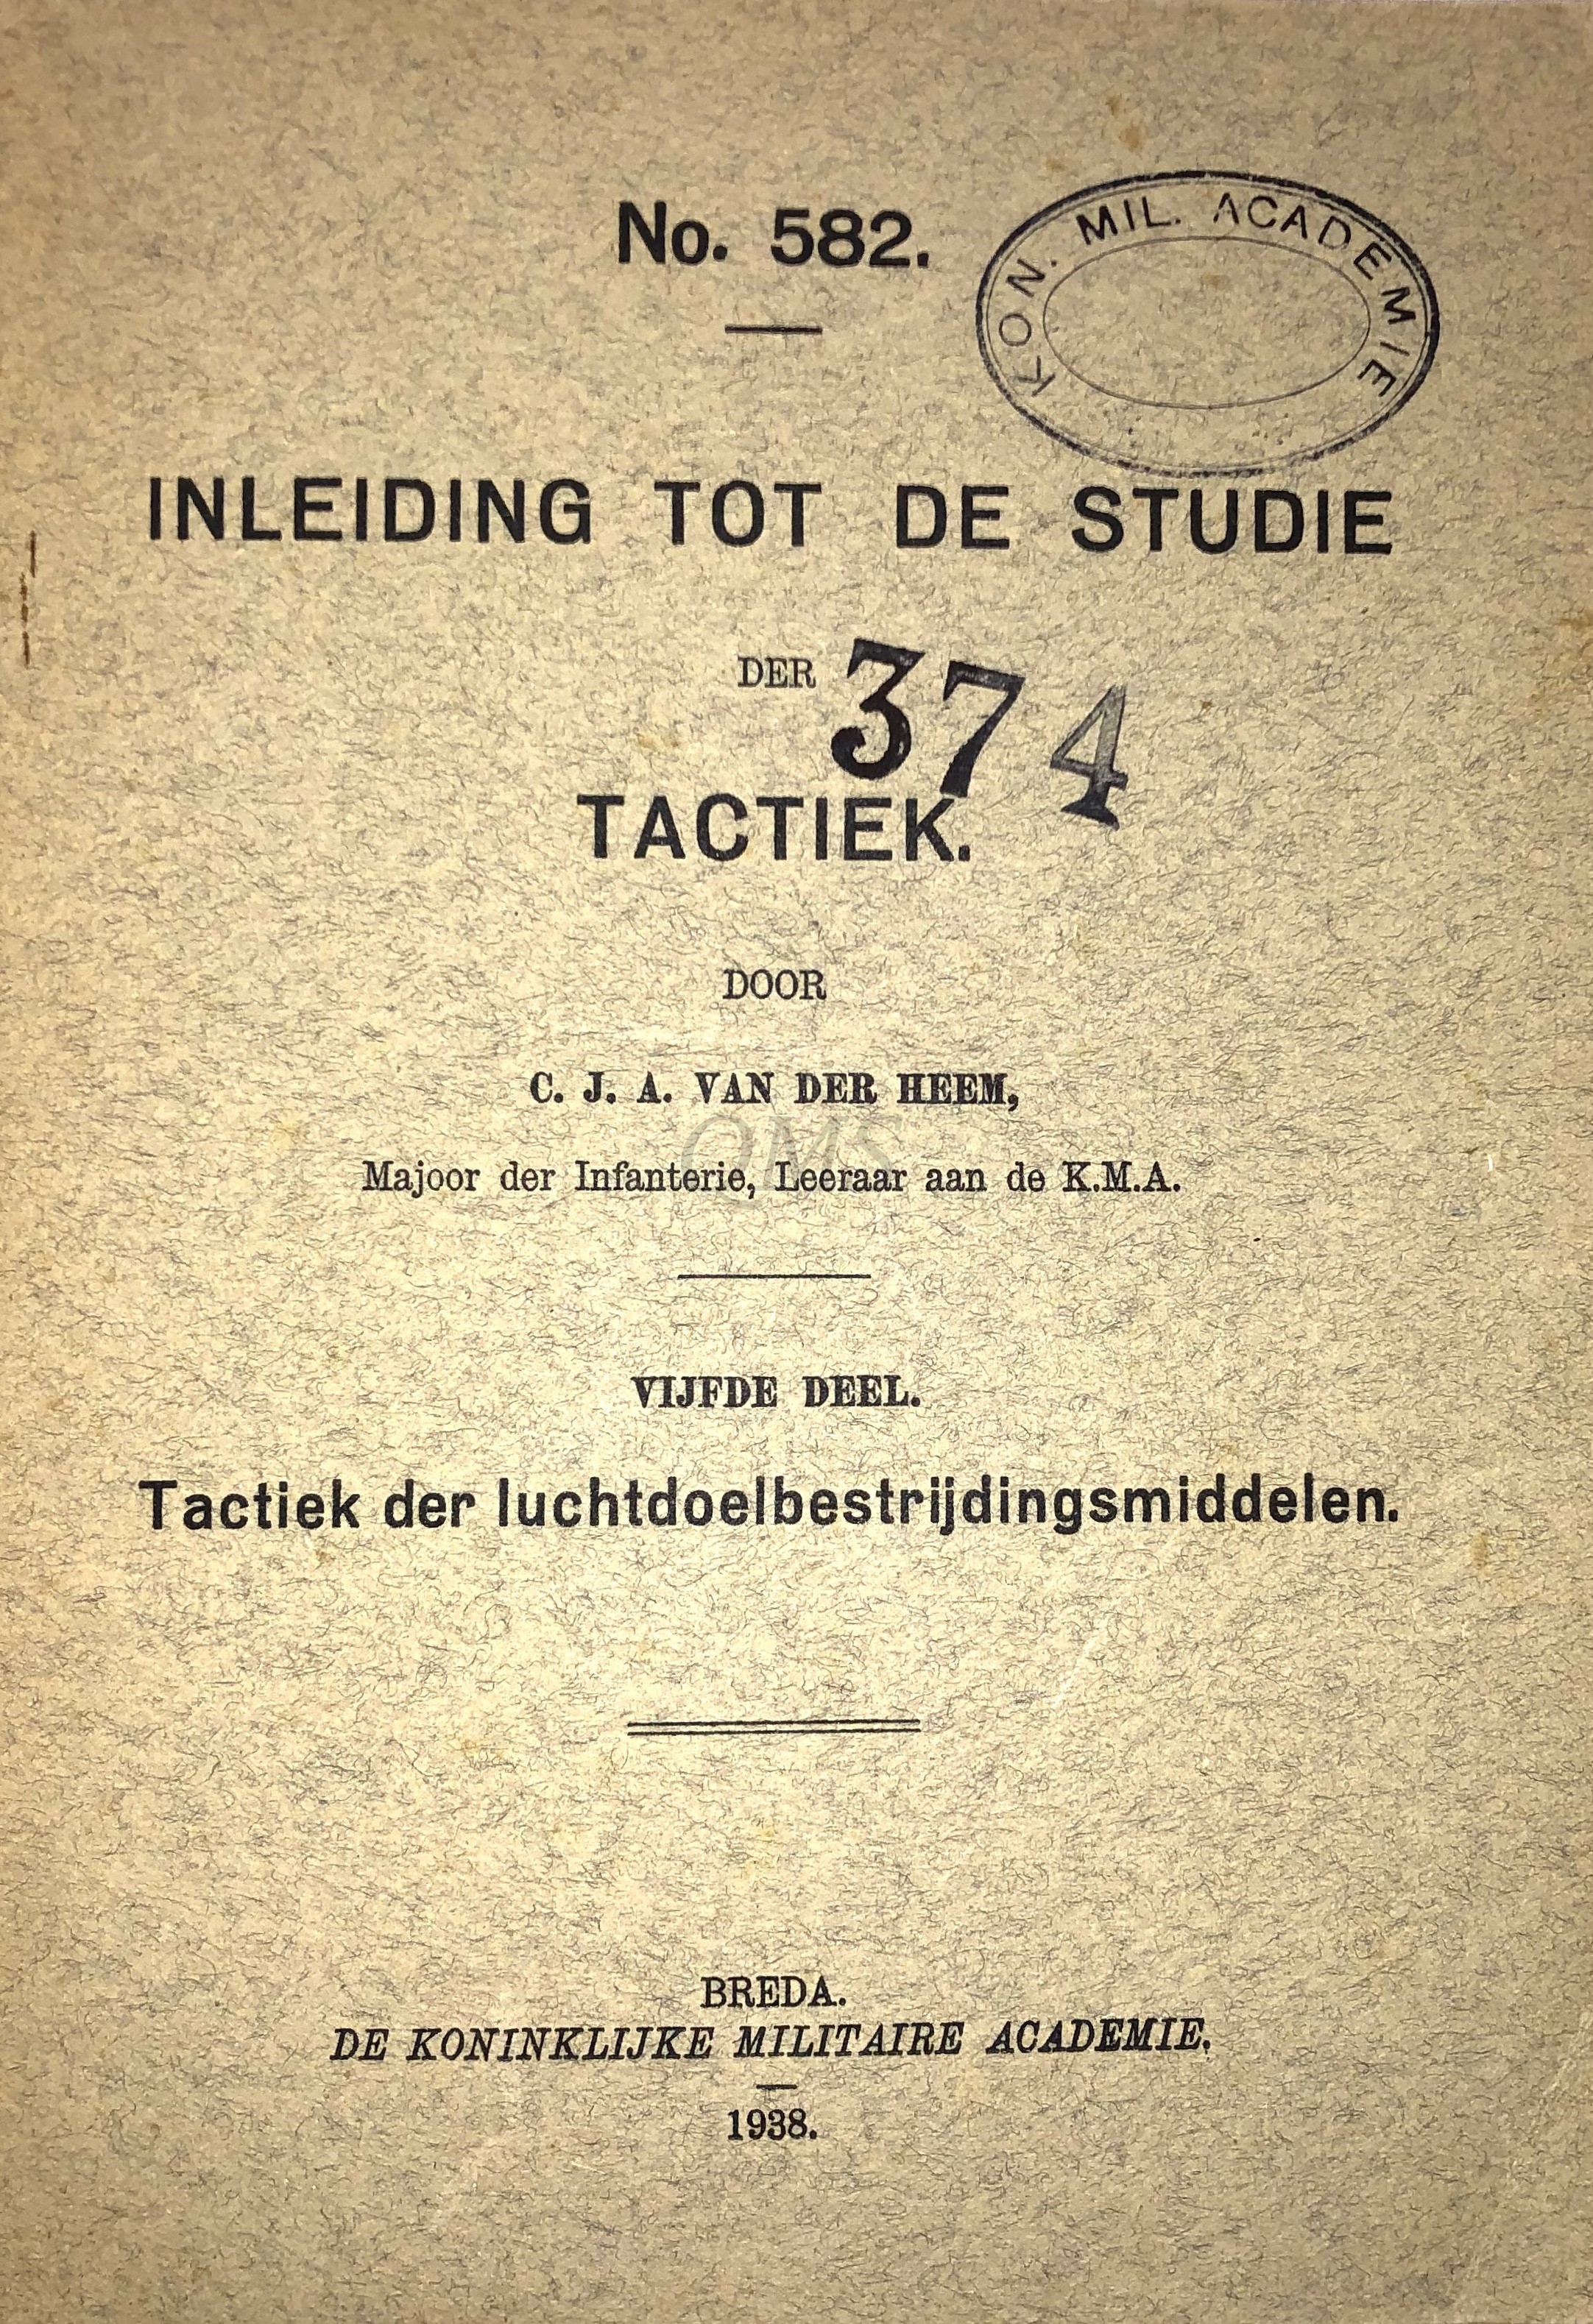 No. 582.
KON. MIL. ACADEMIE
INLEIDING TOT DE STUDIE
DER
374
TACTIEK.
DOOR
C. J. A. VAN DER HEEM,
QMS
Majoor der Infanterie, Leeraar aan de K.M.A.
VIJFDE DEEL.
Tactiek der luchtdoelbestrijdingsmiddelen.
BREDA.
DE KONINKLIJKE MILITAIRE ACADEMIE.
1938.